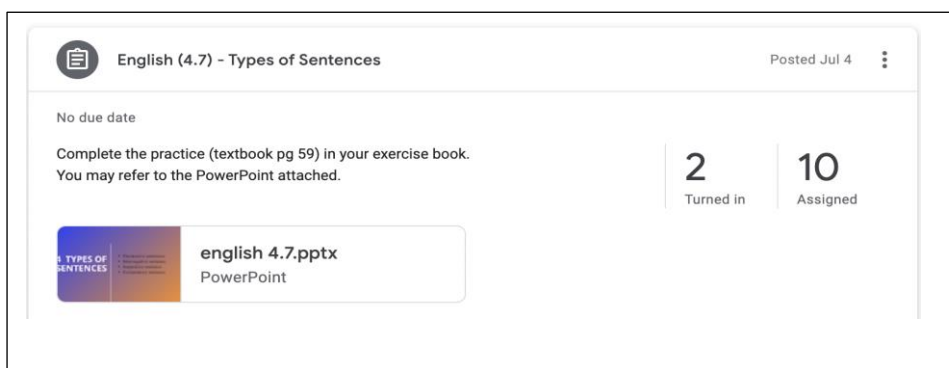 English (4.7) - Types of Sentences
Posted Jul 4
No due date
Complete the practice (textbook pg 59) in your exercise book.
You may refer to the PowerPoint attached.
2
Turned in
10
Assigned
TYPES OF
SENTENCES
english 4.7.pptx
PowerPoint